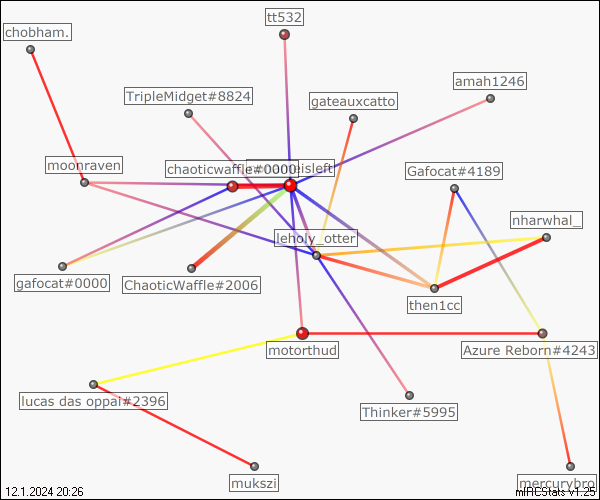 tt532
chobham.
amah1246
TripleMidget#8824
gateauxcatto
moonraven
chaoticwaffle#0000
isleft
Gafocat#4189
nharwhal_
leholy_otter
gafocat#0000
ChaoticWaffle#2006
then1cc
motorthud
Azure Reborn#4243
lucas das oppai#2396
Thinker#5995
mukszi
mercurybro
12.1.2024 20:26
mIRCStats v1.25